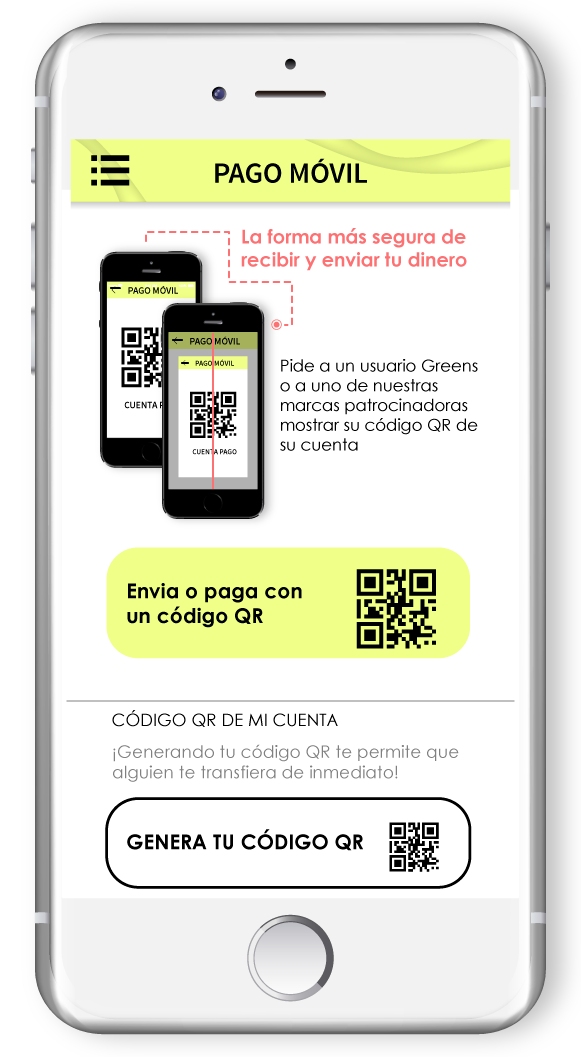 PAGO MÓVIL
La forma más segura de
recibir y enviar tu dinero
PAGO MÓVIL
CUENTA P
PAGO MÓVIL
PAGO MÓVIL
CUENTA PAGO
Pide a un usuario Greens
o a uno de nuestras
marcas patrocinadoras
mostrar su código QR de
su cuenta
Envia o paga con
un código QR
CÓDIGO QR DE MI CUENTA
¡Generando tu código QR te permite que
alguien te transfiera de inmediato!
GENERA TU CÓDIGO QR